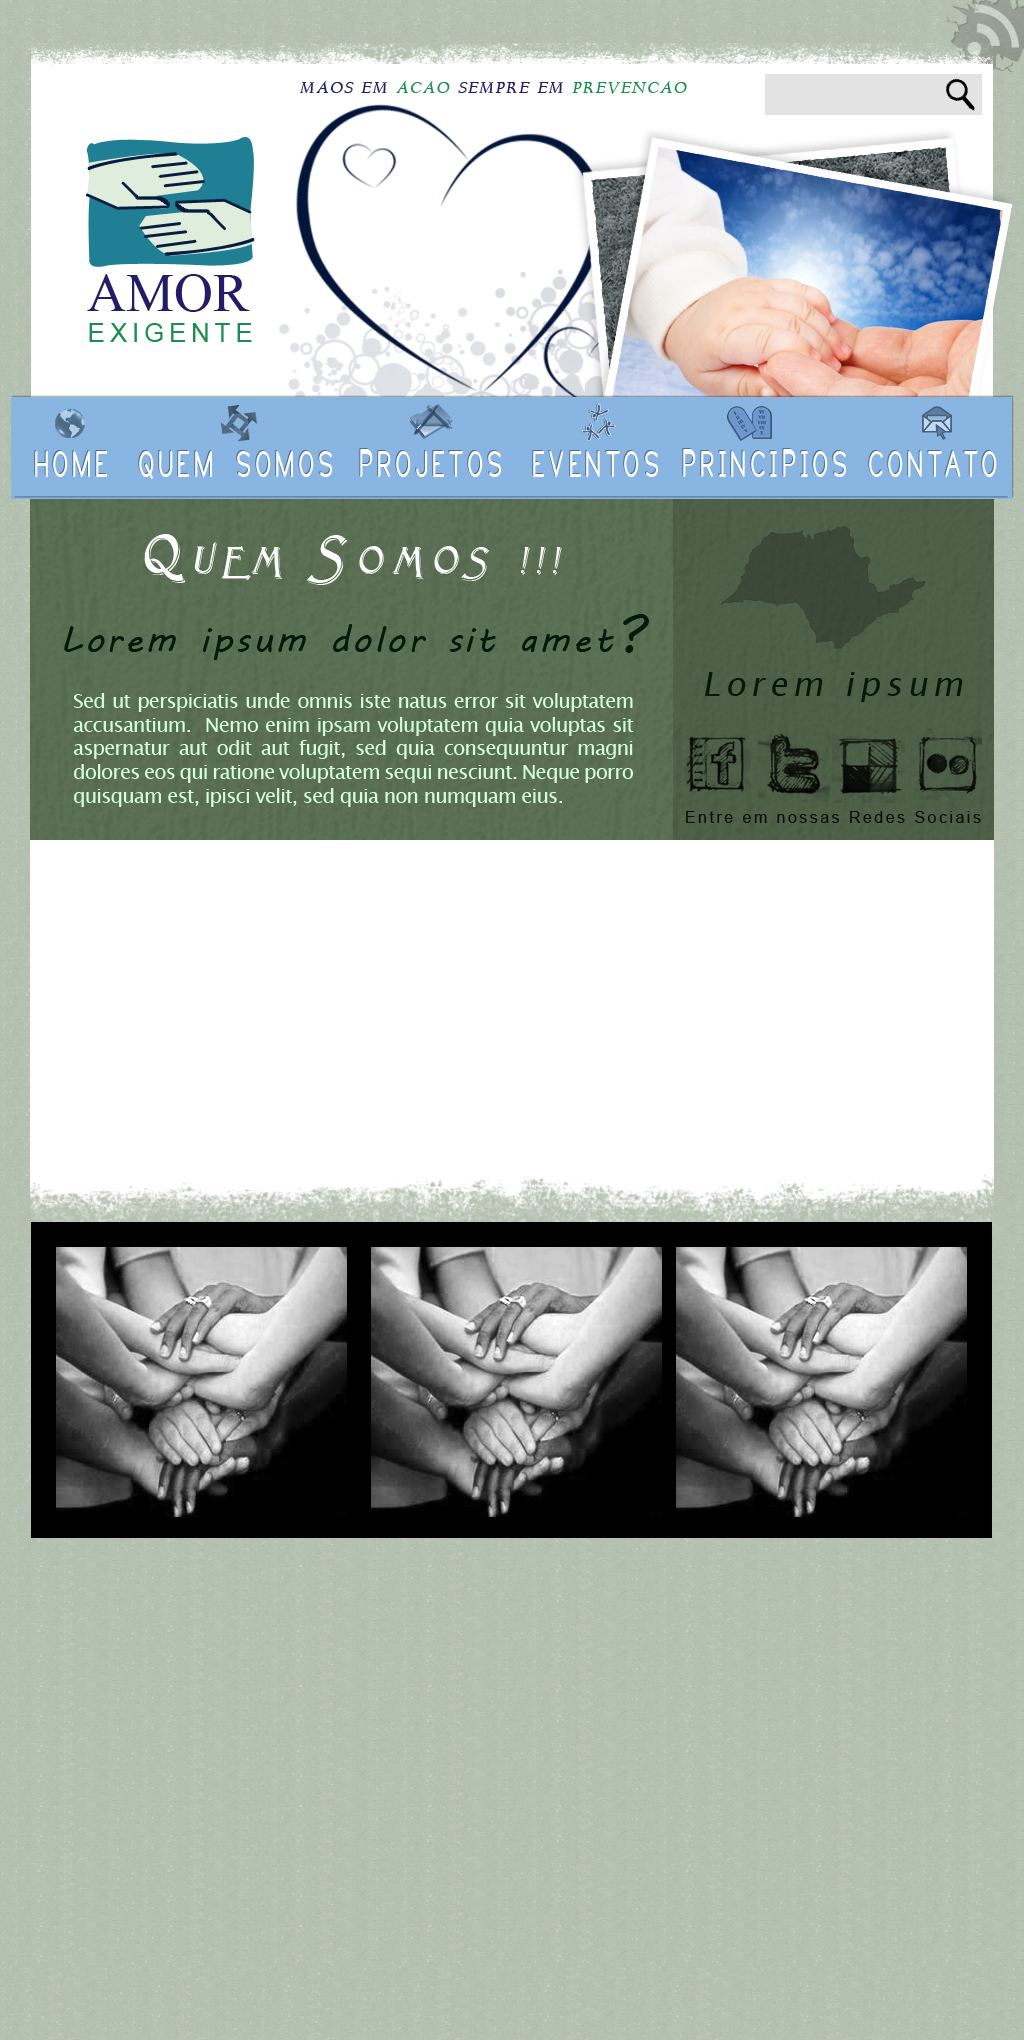 MAOS EM ACAO SEMPRE EM PREVENCAO
AMOR
EXIGENTE
HOME QUEM SOMOS PROJETOS EVENTOS PRINCIPIOS CONTATO
QUEM SOMOS !!!
Lorem ipsum dolor sit amet?
Sed ut perspiciatis unde omnis iste natus error sit voluptatem
accusantium. Nemo enim ipsam voluptatem quia voluptas sit
aspernatur aut odit aut fugit, sed quia consequuntur magni
dolores eos qui ratione voluptatem sequi nesciunt. Neque porro
quisquam est, ipisci velit, sed quia non numquam eius.
Lorem ipsum
Entre em nossas Redes Sociais